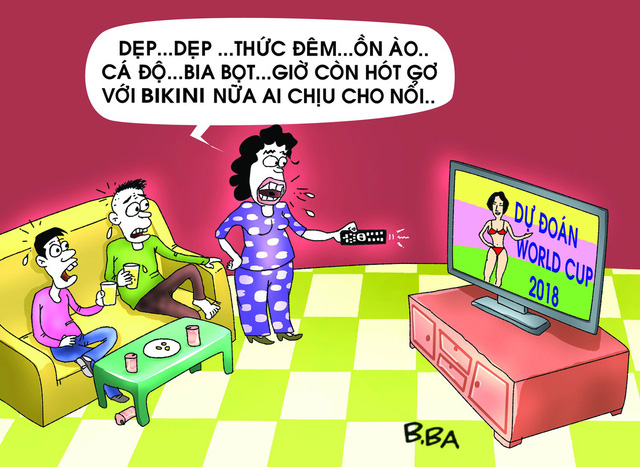 DẸP...DẸP ...THỨC ĐÊM...ỒN ÀO..
CÁ ĐỘ...BIA BỌT...GIỜ CÒN HÓT GƠ
VỚI BIKINI NỮA AI CHỊU CHO NỔI..
DỰ ĐOÁN
WORLD CUP
2018
B.BA